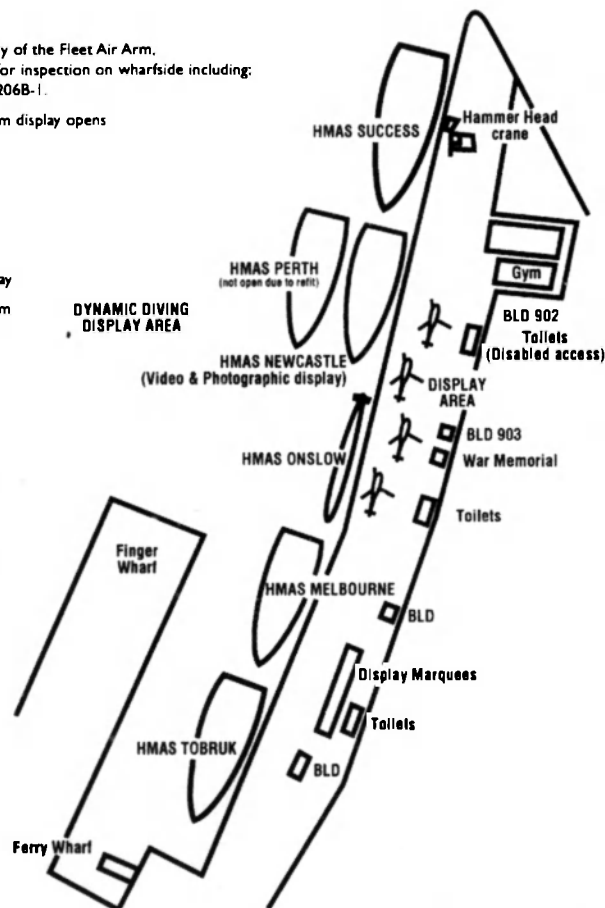 y of the Fleet Air Arm,
or inspection on wharfside including:
206B-1.
m display opens
ay
m
DYNAMIC DIVING
DISPLAY AREA
HMAS SUCCESS
Hammer Head
crane
HMAS PERTH
(not open due to refit)
Gym
BLD 902
Toilets
(Disabled access)
HMAS NEWCASTLE
(Video & Photographic display)
DISPLAY
AREA
HMAS ONSLOW
BLD 903
War Memorial
Toilets
Finger
Wharf
HMAS MELBOURNE
BLD
Display Marquees
Toilets
HMAS TOBRUK
BLD
Ferry Wharf